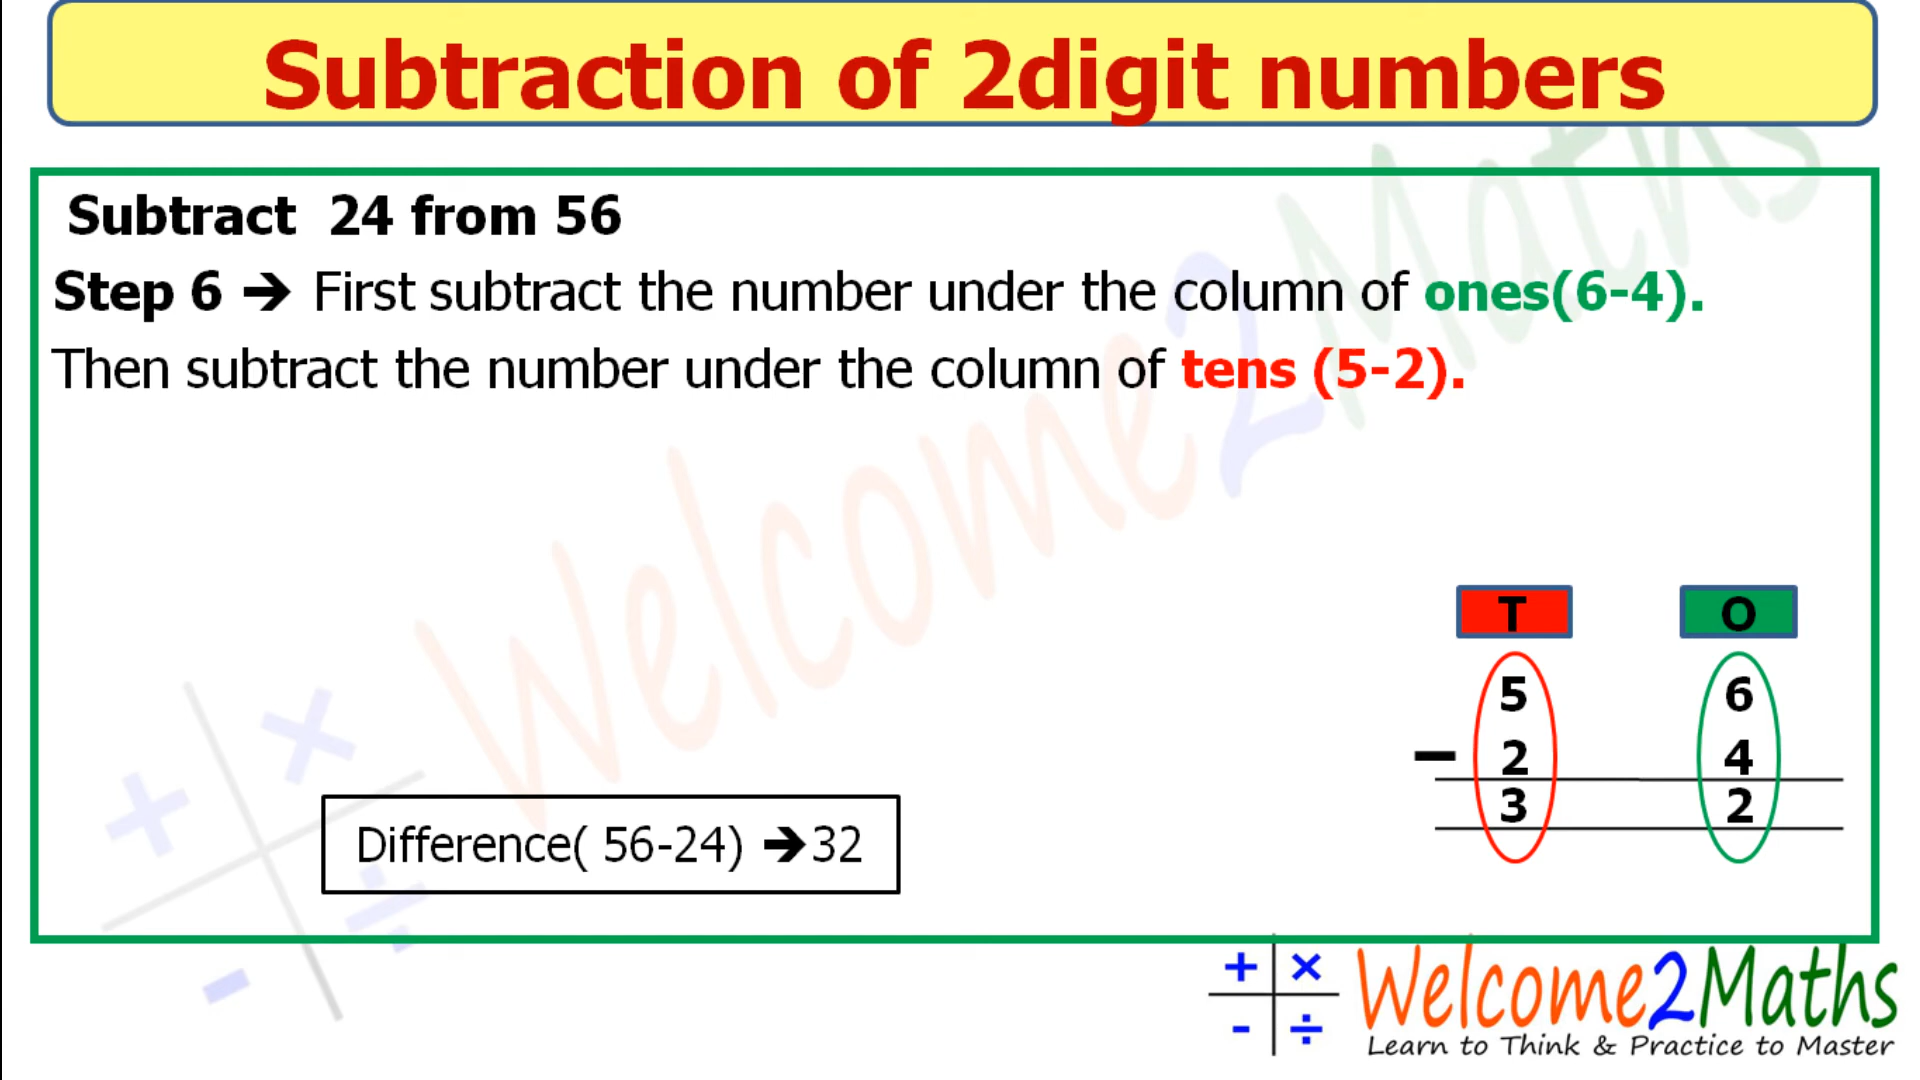 Subtraction of 2digit numbers
Subtract 24 from 56
Step 6 ➔ First subtract the number under the column of ones(6-4).
Then subtract the number under the column of tens (5-2).
T O
5 6
− 2 4
3 2
Difference( 56-24) ➔32
Welcome2Maths
+ × - ÷
+ ×
- ÷
Welcome2Maths
Learn to Think & Practice to Master